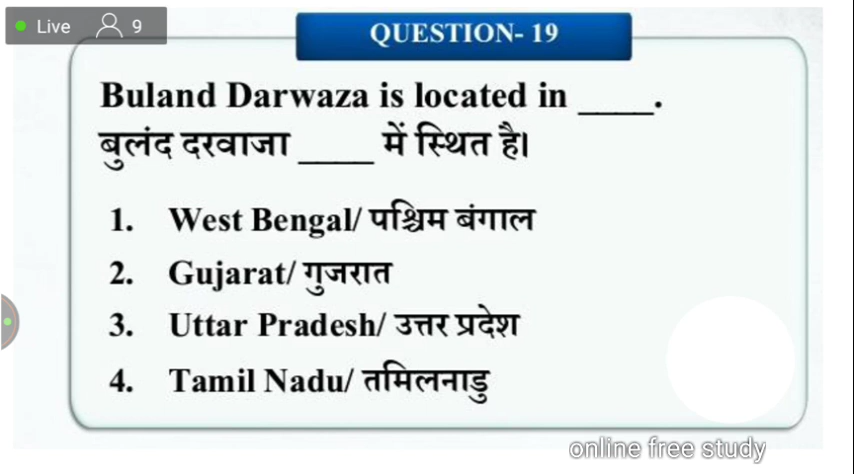 Live 9
QUESTION- 19
Buland Darwaza is located in ____.
बुलंद दरवाजा ____ में स्थित है।
1. West Bengal/ पश्चिम बंगाल
2. Gujarat/ गुजरात
3. Uttar Pradesh/ उत्तर प्रदेश
4. Tamil Nadu/ तमिलनाडु
online free study